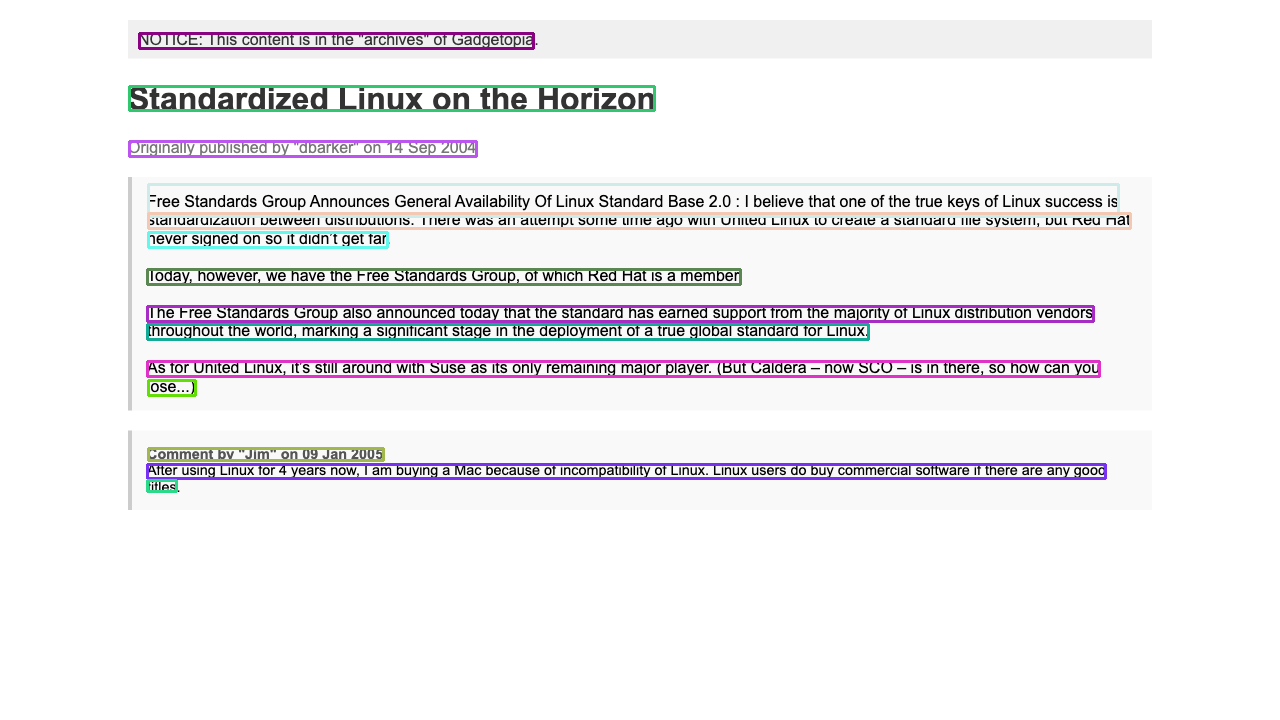 NOTICE: This content is in the "archives" of Gadgetopia.
Standardized Linux on the Horizon
Originally published by "dbarker" on 14 Sep 2004
Free Standards Group Announces General Availability Of Linux Standard Base 2.0 : I believe that one of the true keys of Linux success is
standardization between distributions. There was an attempt some time ago with United Linux to create a standard file system, but Red Hat
never signed on so it didn't get far.
Today, however, we have the Free Standards Group, of which Red Hat is a member.
The Free Standards Group also announced today that the standard has earned support from the majority of Linux distribution vendors
throughout the world, marking a significant stage in the deployment of a true global standard for Linux.
As for United Linux, it's still around with Suse as its only remaining major player. (But Caldera – now SCO – is in there, so how can you
lose...)
Comment by "Jim" on 09 Jan 2005
After using Linux for 4 years now, I am buying a Mac because of incompatibility of Linux. Linux users do buy commercial software if there are any good
titles.